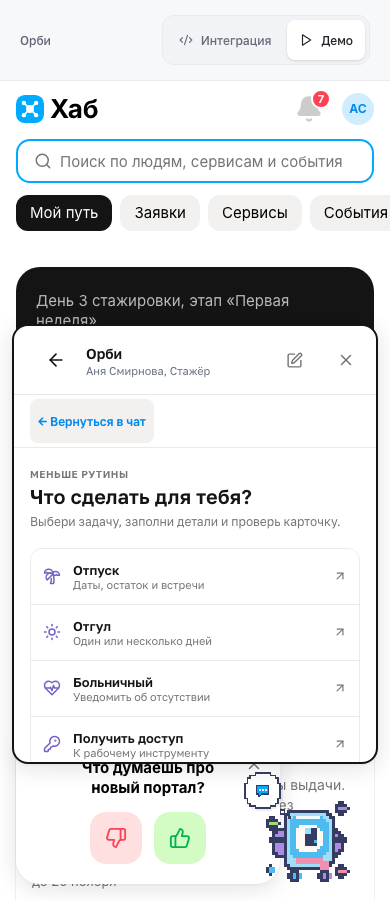 Орби
Интеграция
Демо
Хаб
7
АС
Поиск по людям, сервисам и события
Мой путь
Заявки
Сервисы
События
День 3 стажировки, этап «Первая
неделя»
Орби
Аня Смирнова, Стажёр
← Вернуться в чат
МЕНЬШЕ РУТИНЫ
Что сделать для тебя?
Выбери задачу, заполни детали и проверь карточку.
Отпуск
Даты, остаток и встречи
Отгул
Один или несколько дней
Больничный
Уведомить об отсутствии
Получить доступ
К рабочему инструменту
Что думаешь про
новый портал?
ы выдачи.
ез